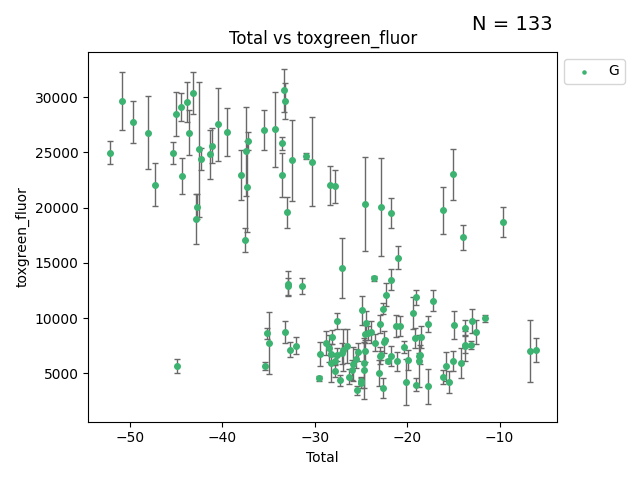 N = 133
Total vs toxgreen_fluor
G
toxgreen_fluor
30000
25000
20000
15000
10000
5000
−50
−40
−30
−20
−10
Total